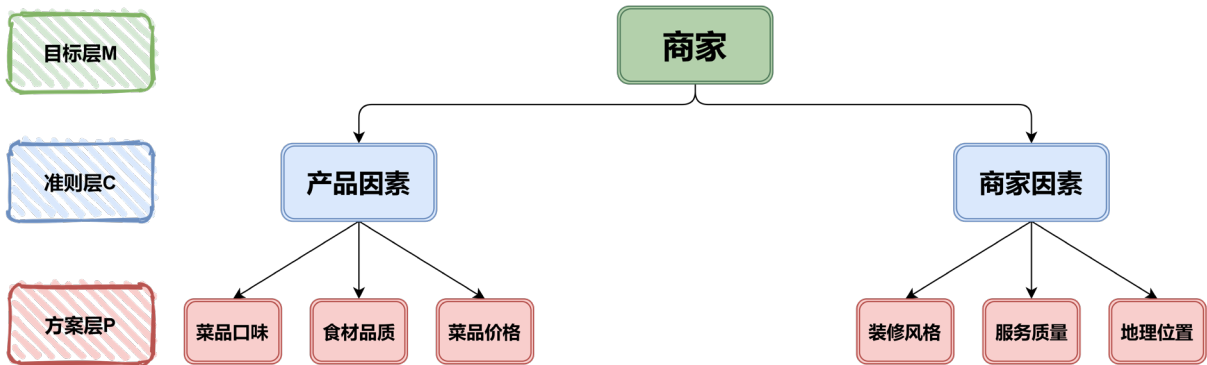 目标层M
商家
准则层C
产品因素
商家因素
方案层P
菜品口味
食材品质
菜品价格
装修风格
服务质量
地理位置